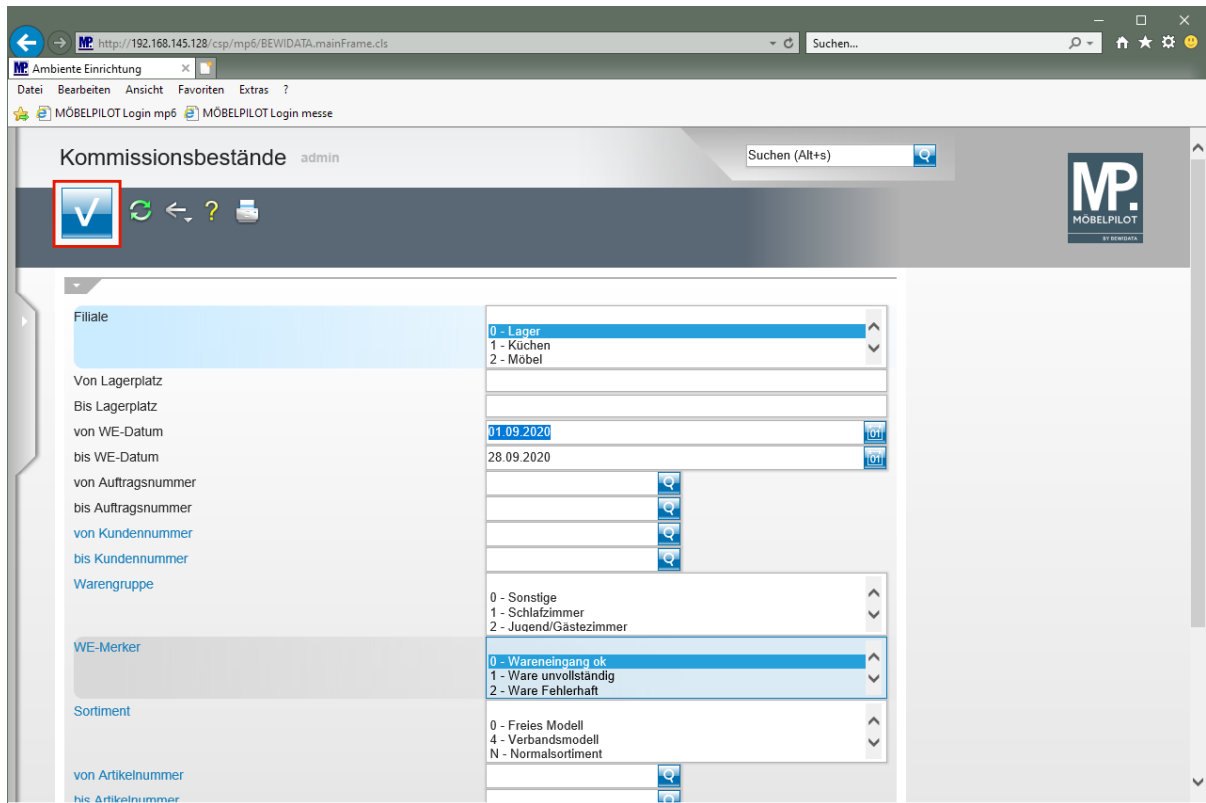 http://192.168.145.128/csp/mp6/BEWIDATA.mainFrame.cls
Suchen...
MP. Ambiente Einrichtung
Datei Bearbeiten Ansicht Favoriten Extras ?
MÖBELPILOT Login mp6 MÖBELPILOT Login messe
Kommissionsbestände admin
Suchen (Alt+s)
MP.
MÖBELPILOT
BY BEWIDATA
Filiale
0 - Lager
1 - Küchen
2 - Möbel
Von Lagerplatz
Bis Lagerplatz
von WE-Datum 01.09.2020
bis WE-Datum 28.09.2020
von Auftragsnummer
bis Auftragsnummer
von Kundennummer
bis Kundennummer
Warengruppe
0 - Sonstige
1 - Schlafzimmer
2 - Jugend/Gästezimmer
WE-Merker
0 - Wareneingang ok
1 - Ware unvollständig
2 - Ware Fehlerhaft
Sortiment
0 - Freies Modell
4 - Verbandsmodell
N - Normalsortiment
von Artikelnummer
bis Artikelnummer